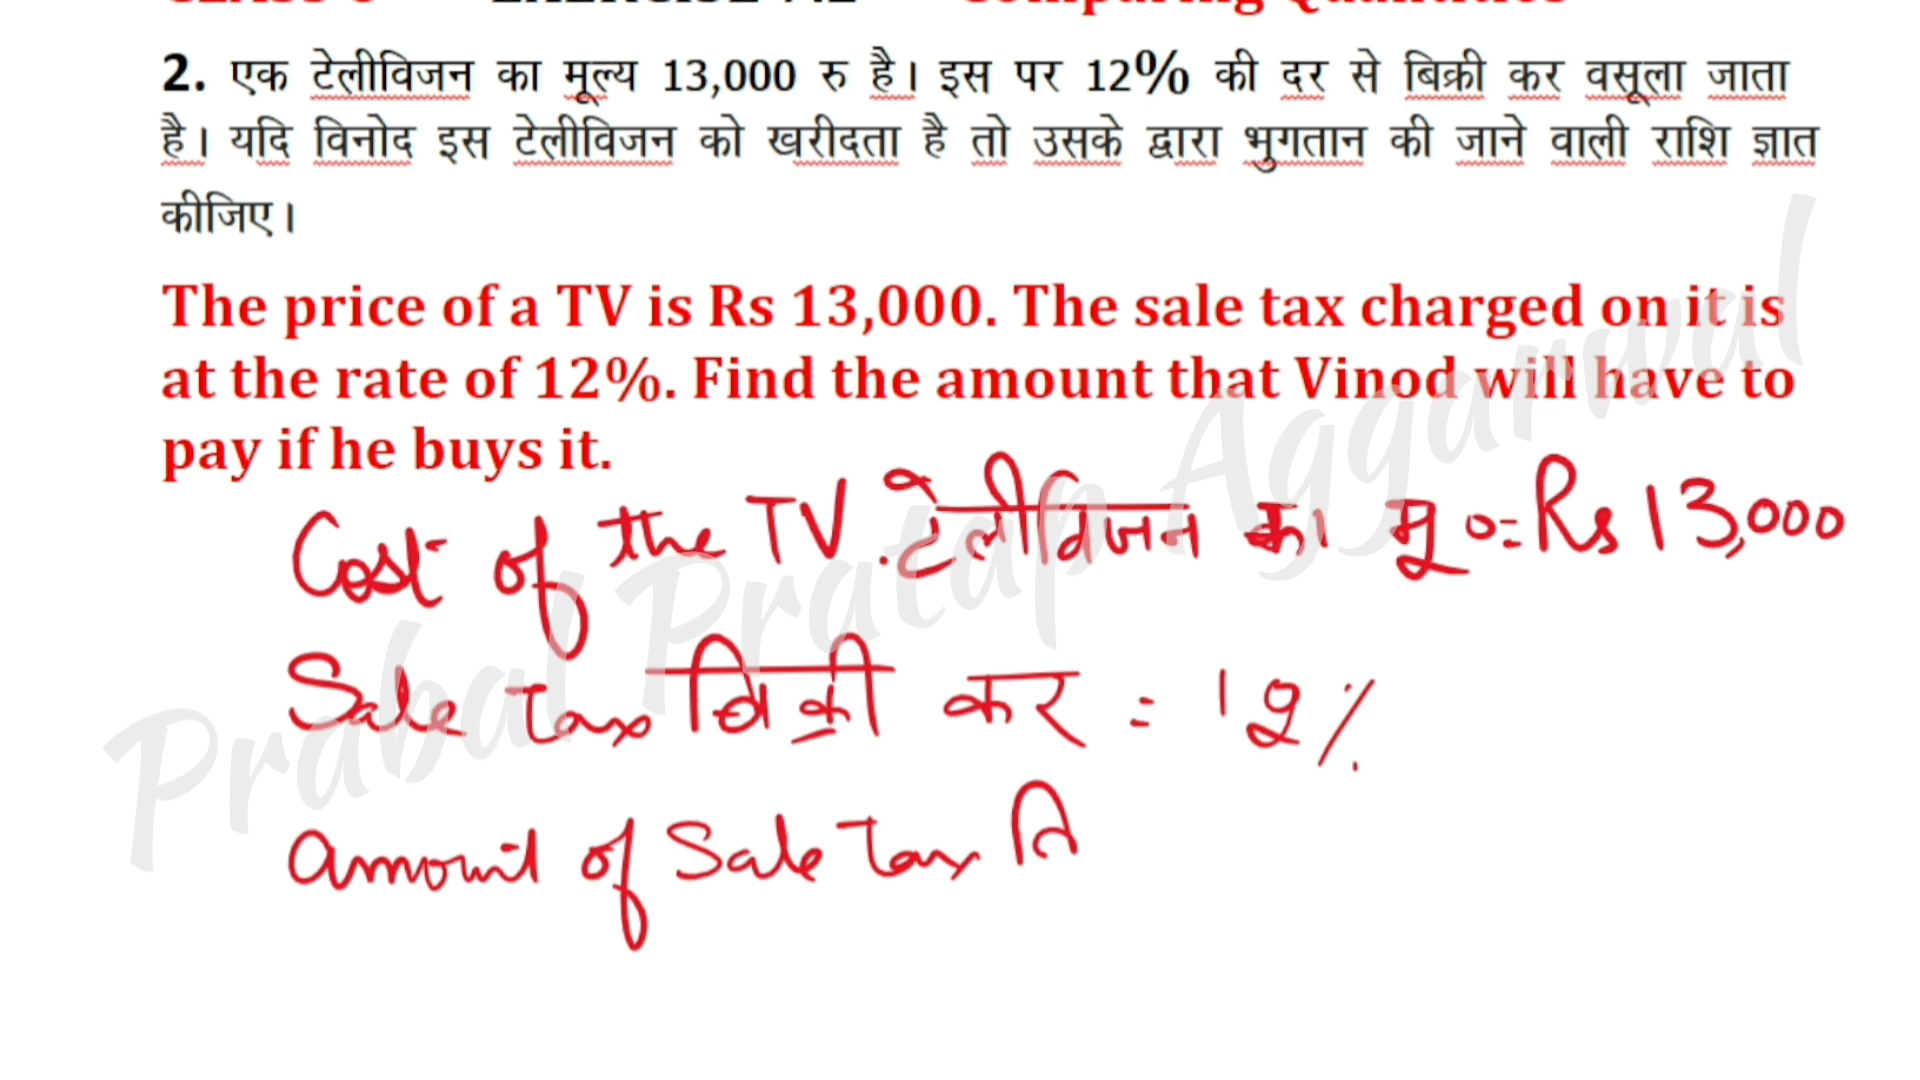 2. एक टेलीविजन का मूल्य 13,000 रु है। इस पर 12% की दर से बिक्री कर वसूला जाता
है। यदि विनोद इस टेलीविजन को खरीदता है तो उसके द्वारा भुगतान की जाने वाली राशि ज्ञात
कीजिए।
The price of a TV is Rs 13,000. The sale tax charged on it is
at the rate of 12%. Find the amount that Vinod will have to
pay if he buys it.
Cost of the TV. टेलीविजन का मू०= Rs 13,000
Sale Tax बिक्री कर = 12%
Amount of Sale Tax
Prabal Pratap Aggarwal